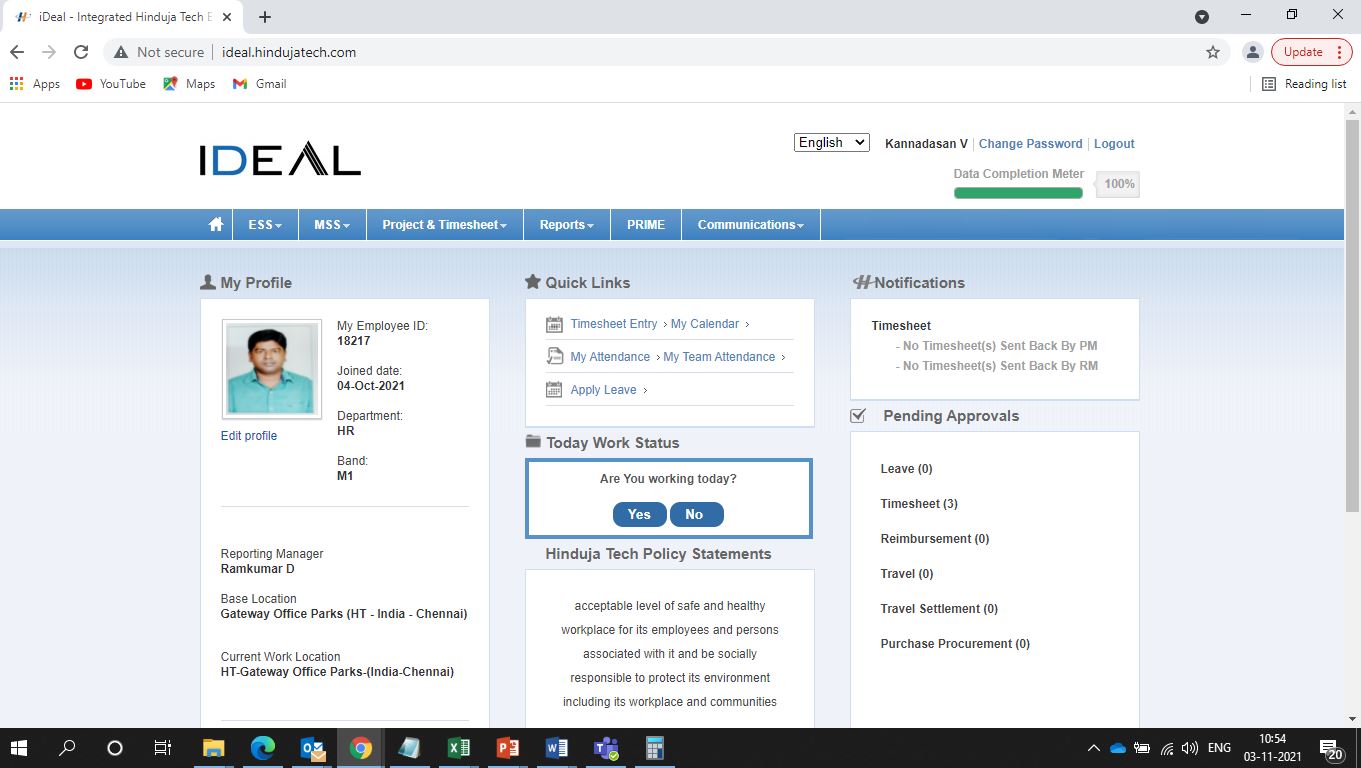 iDeal - Integrated Hinduja Tech E
Not secure
ideal.hindujatech.com
Update
Apps
YouTube
Maps
Gmail
Reading list
IDEAL
English
Kannadasan V
Change Password
Logout
Data Completion Meter
100%
ESS
MSS
Project & Timesheet
Reports
PRIME
Communications
My Profile
My Employee ID:
18217
Joined date:
04-Oct-2021
Department:
HR
Band:
M1
Edit profile
Reporting Manager
Ramkumar D
Base Location
Gateway Office Parks (HT - India - Chennai)
Current Work Location
HT-Gateway Office Parks-(India-Chennai)
Quick Links
Timesheet Entry › My Calendar ›
My Attendance › My Team Attendance ›
Apply Leave ›
Today Work Status
Are You working today?
Yes
No
Hinduja Tech Policy Statements
acceptable level of safe and healthy
workplace for its employees and persons
associated with it and be socially
responsible to protect its environment
including its workplace and communities
Notifications
Timesheet
- No Timesheet(s) Sent Back By PM
- No Timesheet(s) Sent Back By RM
Pending Approvals
Leave (0)
Timesheet (3)
Reimbursement (0)
Travel (0)
Travel Settlement (0)
Purchase Procurement (0)
ENG
10:54
03-11-2021
20